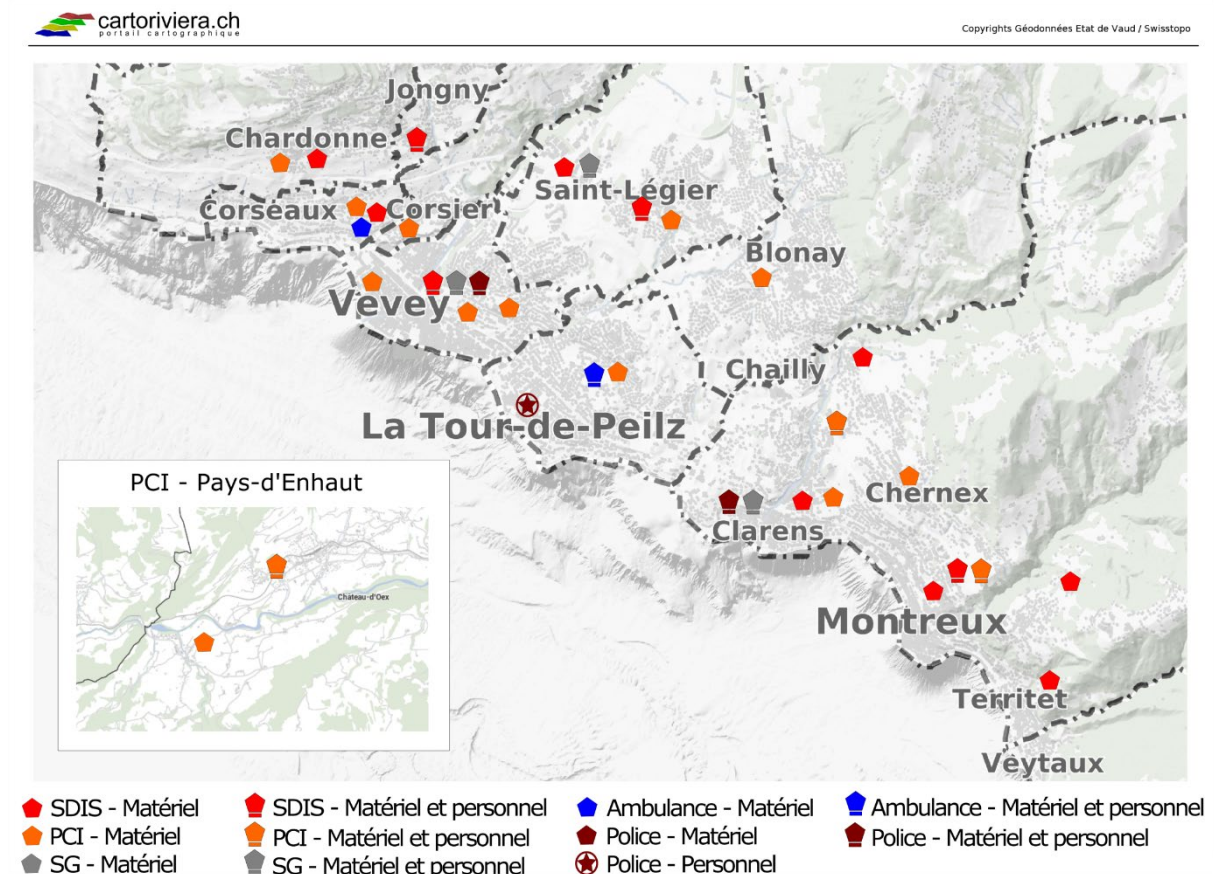 cartoriviera.ch
portail cartographique
Copyrights Géodonnées Etat de Vaud / Swisstopo
Jongny
Chardonne
Saint-Légier
Corseaux
Corsier
Blonay
Vevey
Chailly
La Tour-de-Peilz
PCI - Pays-d'Enhaut
Chernex
Clarens
Château-d'Oex
Montreux
Territet
Veytaux
SDIS - Matériel
SDIS - Matériel et personnel
Ambulance - Matériel
Ambulance - Matériel et personnel
PCI - Matériel
PCI - Matériel et personnel
Police - Matériel
Police - Matériel et personnel
SG - Matériel
SG - Matériel et personnel
Police - Personnel